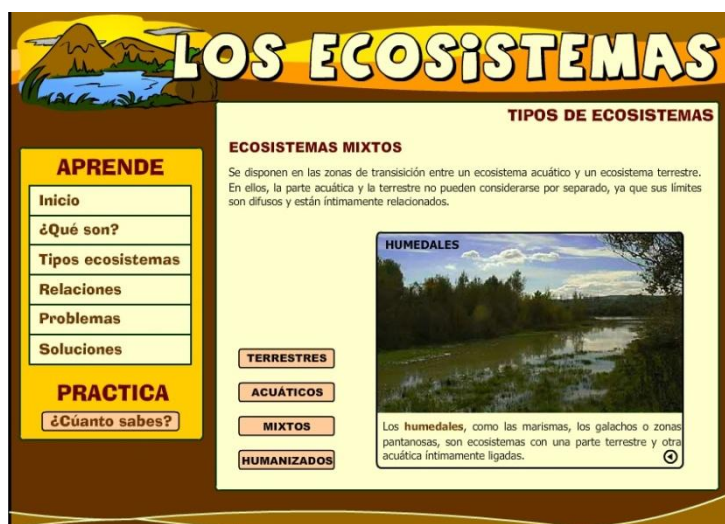 LOS ECOSiSTEMAS
TIPOS DE ECOSISTEMAS
APRENDE
Inicio
¿Qué son?
Tipos ecosistemas
Relaciones
Problemas
Soluciones
PRACTICA
¿Cúanto sabes?
ECOSISTEMAS MIXTOS
Se disponen en las zonas de transisición entre un ecosistema acuático y un ecosistema terrestre.
En ellos, la parte acuática y la terrestre no pueden considerarse por separado, ya que sus límites
son difusos y están íntimamente relacionados.
TERRESTRES
ACUÁTICOS
MIXTOS
HUMANIZADOS
HUMEDALES
Los humedales, como las marismas, los galachos o zonas
pantanosas, son ecosistemas con una parte terrestre y otra
acuática íntimamente ligadas.